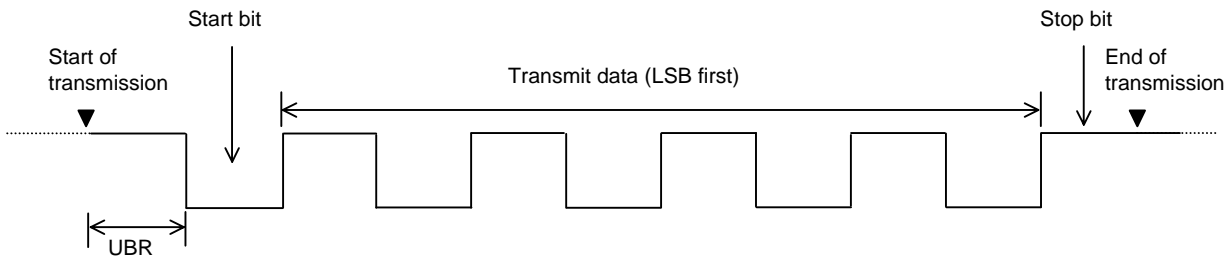 Start bit
Stop bit
Start of
transmission
Transmit data (LSB first)
End of
transmission
UBR